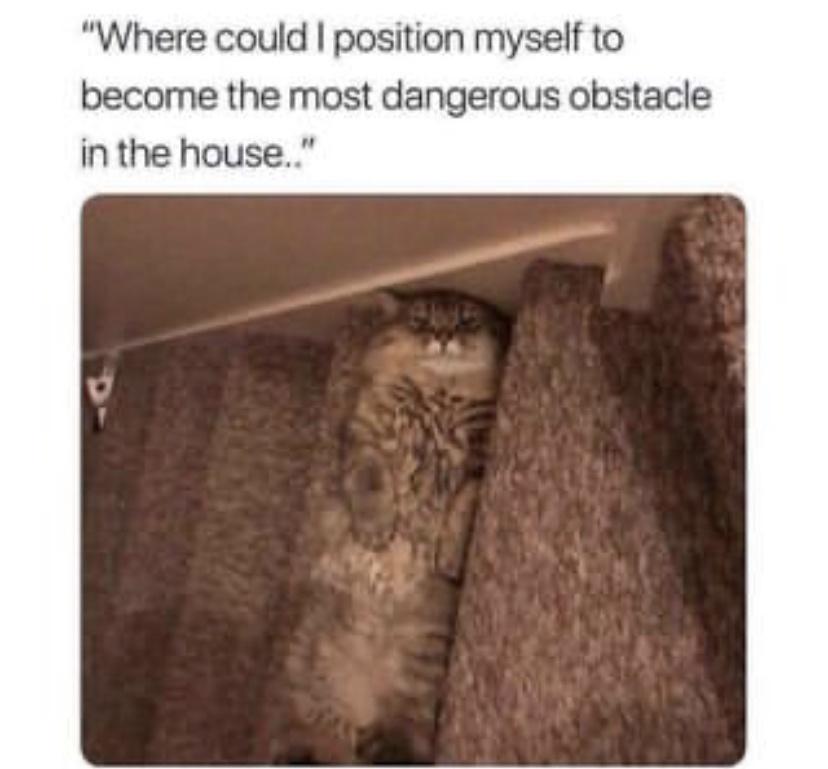 “Where could I position myself to
become the most dangerous obstacle
in the house..”